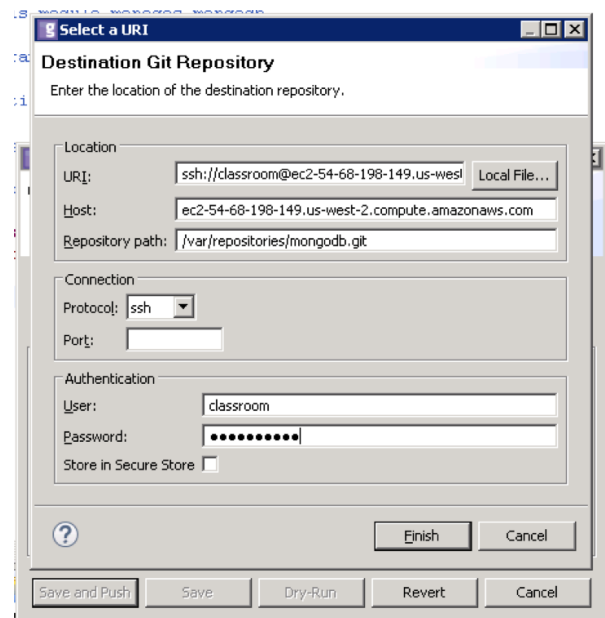 Select a URI
Destination Git Repository
Enter the location of the destination repository.
Location
URI: ssh://classroom@ec2-54-68-198-149.us-west Local File...
Host: ec2-54-68-198-149.us-west-2.compute.amazonaws.com
Repository path: /var/repositories/mongodb.git
Connection
Protocol: ssh
Port:
Authentication
User: classroom
Password: ●●●●●●●●●●
Store in Secure Store
Finish Cancel
Save and Push Save Dry-Run Revert Cancel